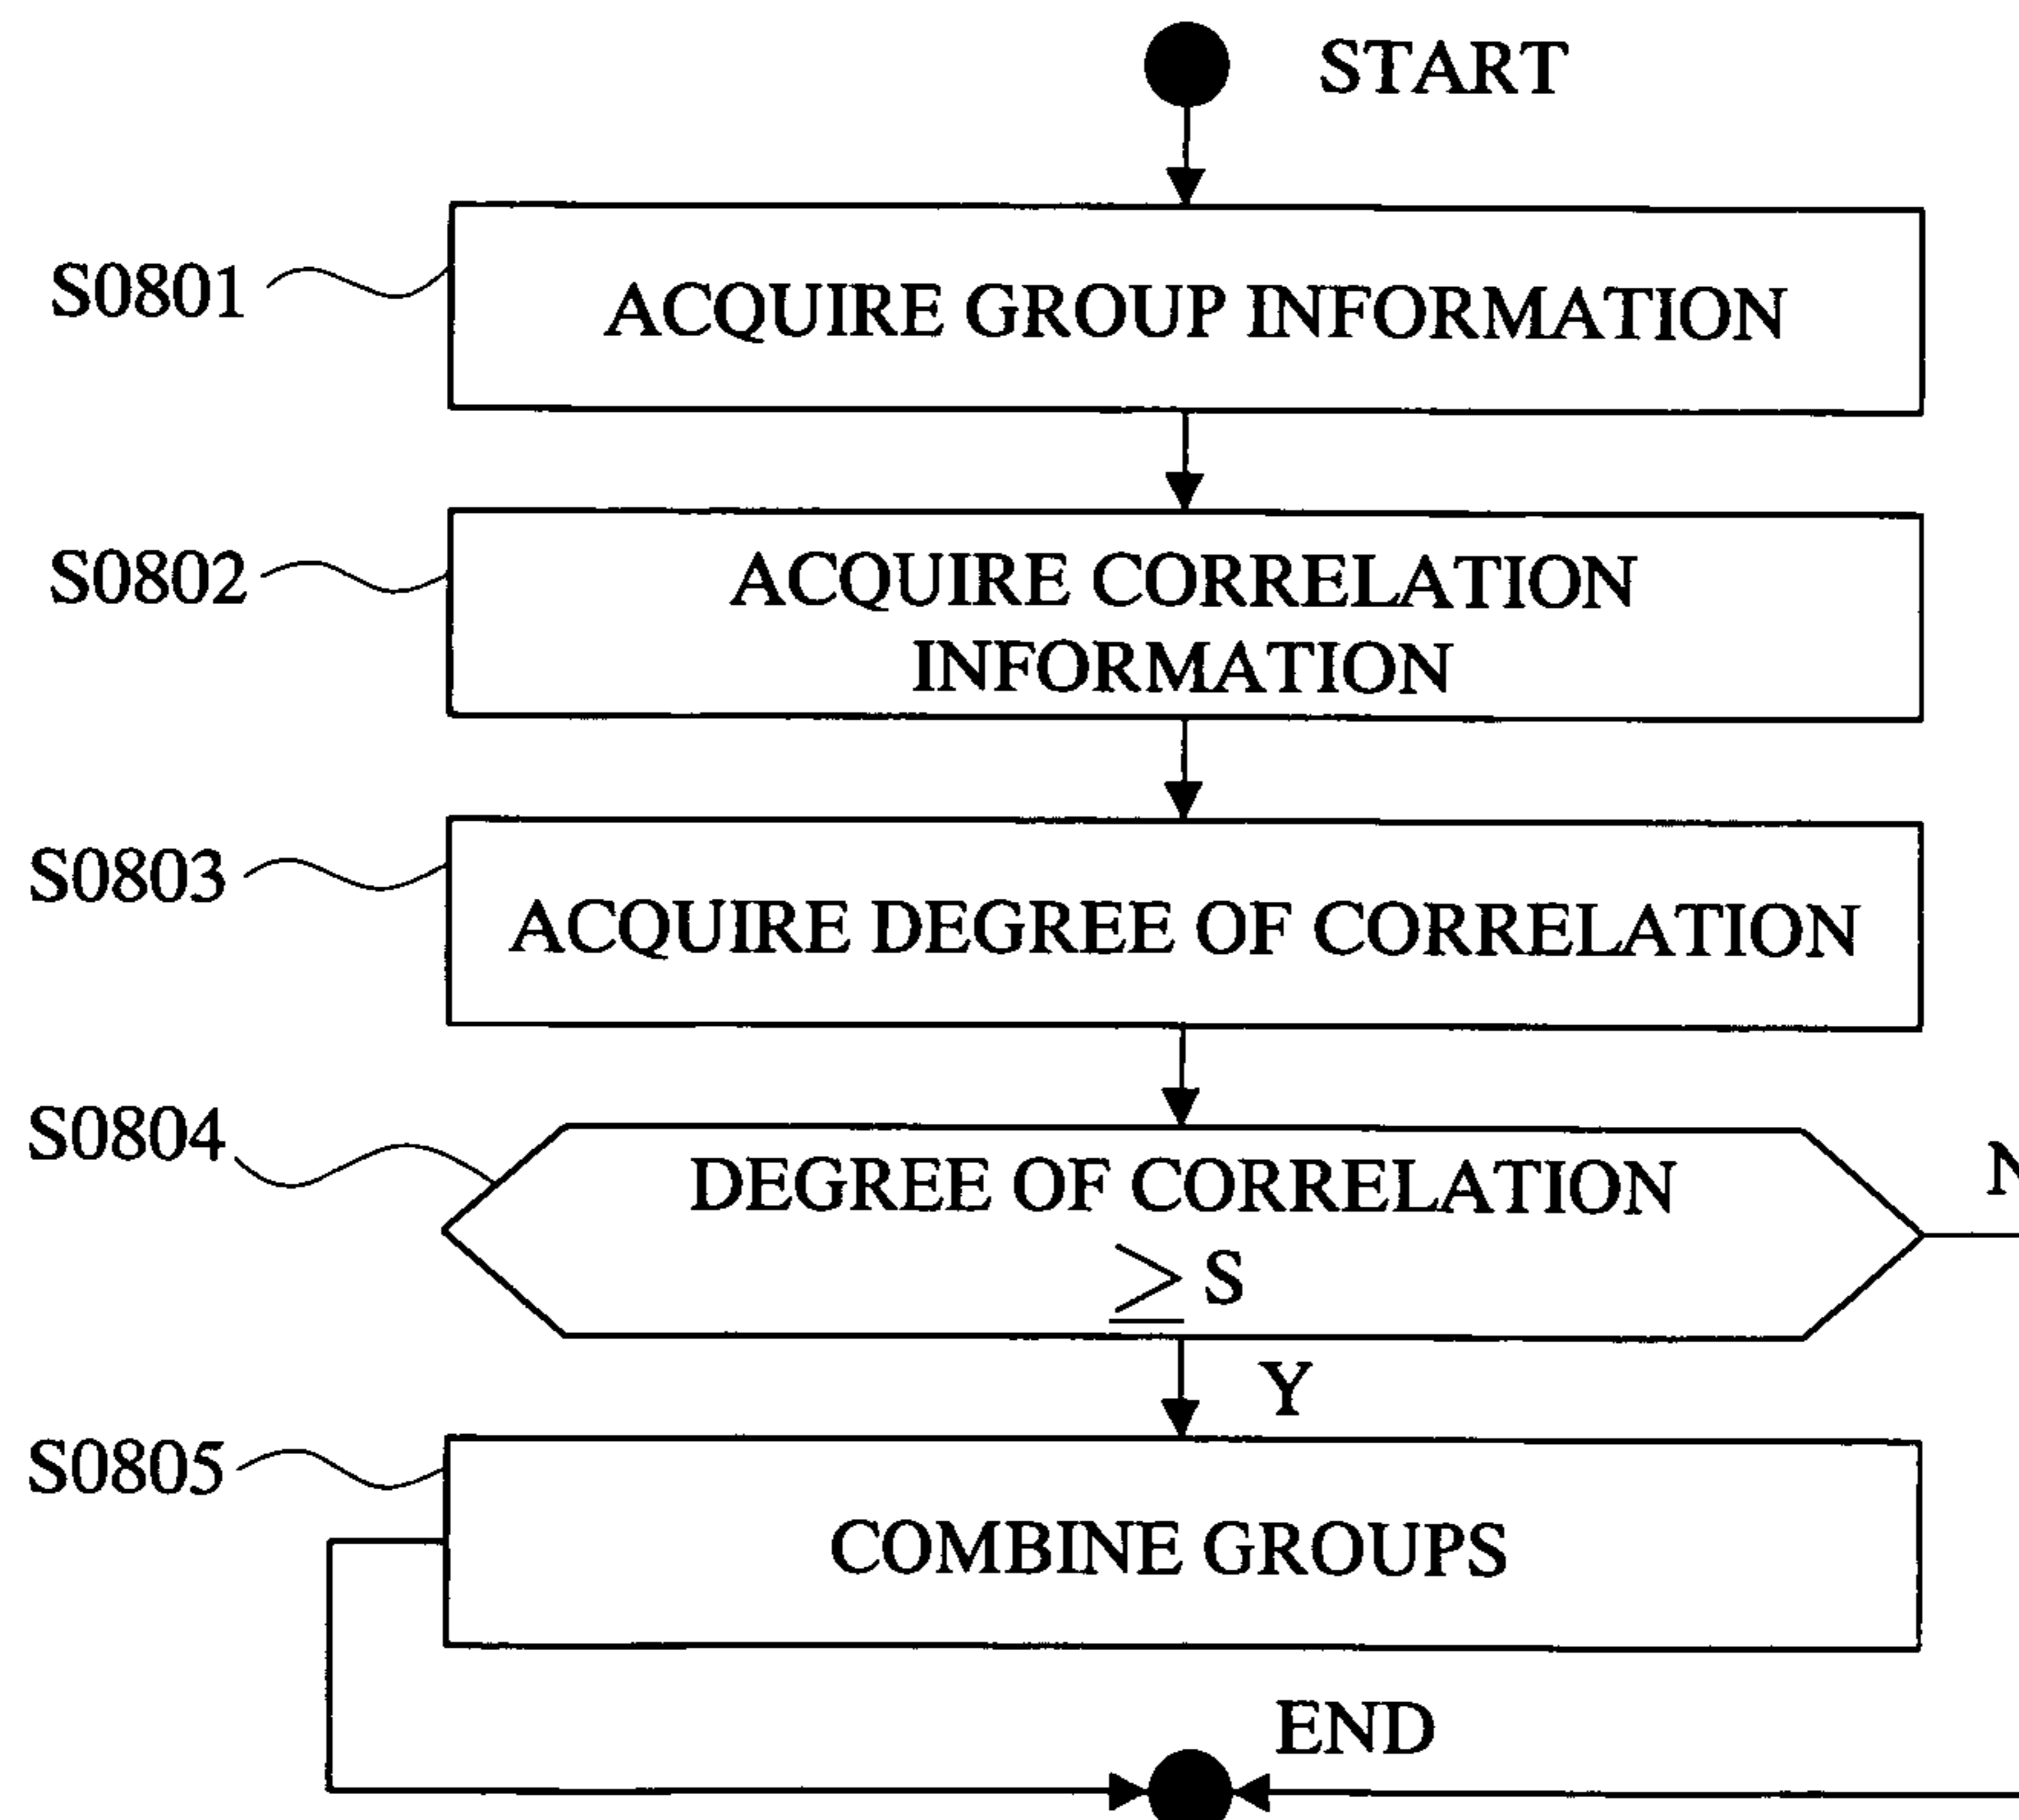 START
S0801
ACQUIRE GROUP INFORMATION
S0802
ACQUIRE CORRELATION
INFORMATION
S0803
ACQUIRE DEGREE OF CORRELATION
S0804
DEGREE OF CORRELATION
≥ S
N
Y
S0805
COMBINE GROUPS
END